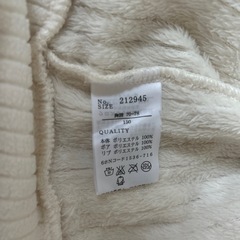 No. 212945
SIZE
150
QUALITY
本体 ポリエステル 100%
ボア ポリエステル 100%
リブ ポリエステル 100%